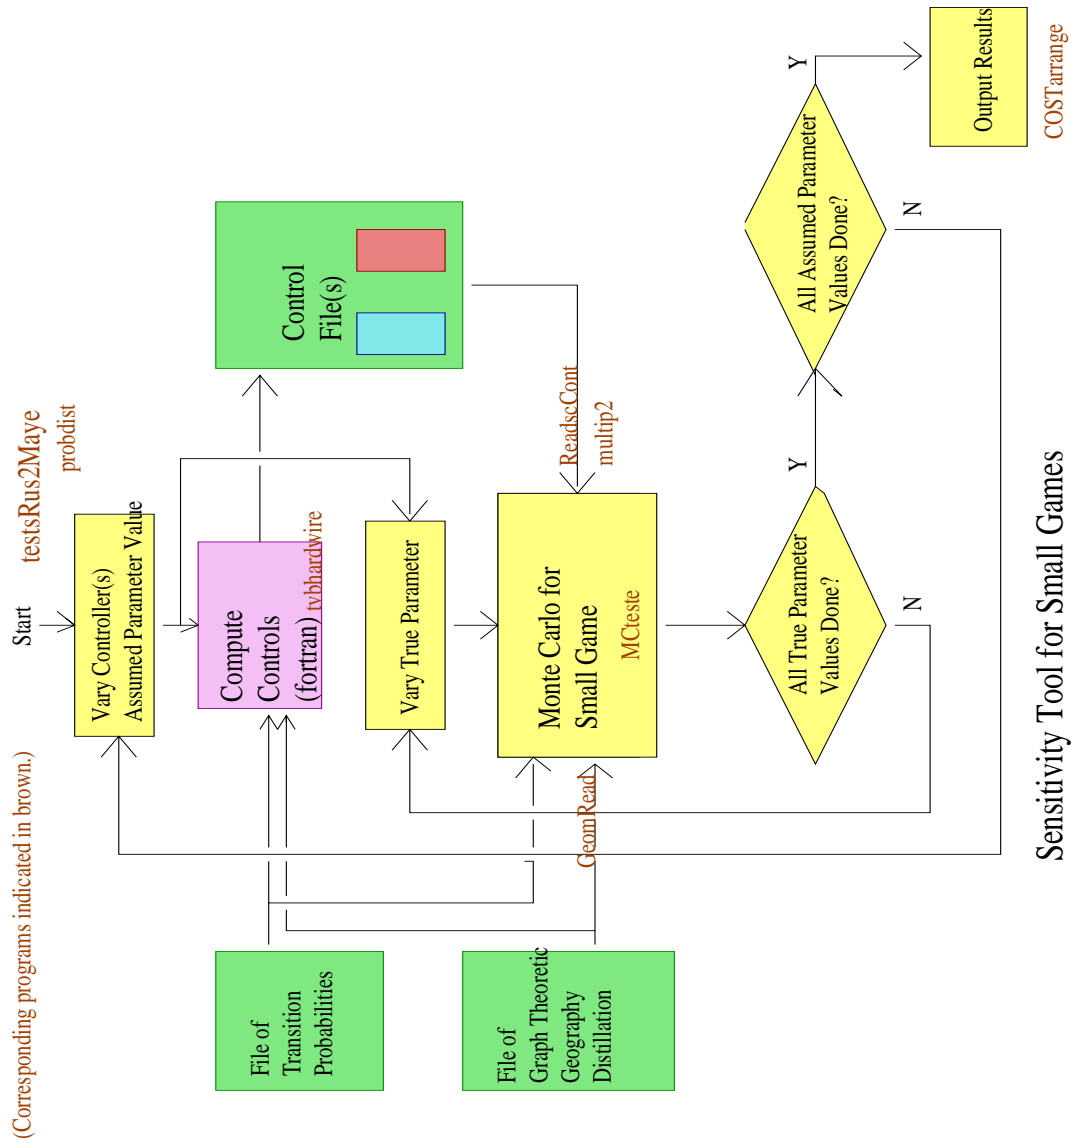 (Corresponding programs indicated in brown.)
Start
testsRus2Maye
probdist
Vary Controller(s)
Assumed Parameter Value
Compute
Controls
(fortran)
tvbhardwire
Control
File(s)
File of
Transition
Probabilities
Vary True Parameter
File of
Graph Theoretic
Geography
Distillation
GeomRead
Monte Carlo for
Small Game
MCteste
ReadscCont
multip2
All True Parameter
Values Done?
N
Y
All Assumed Parameter
Values Done?
N
Y
Output Results
COSTarrange
Sensitivity Tool for Small Games